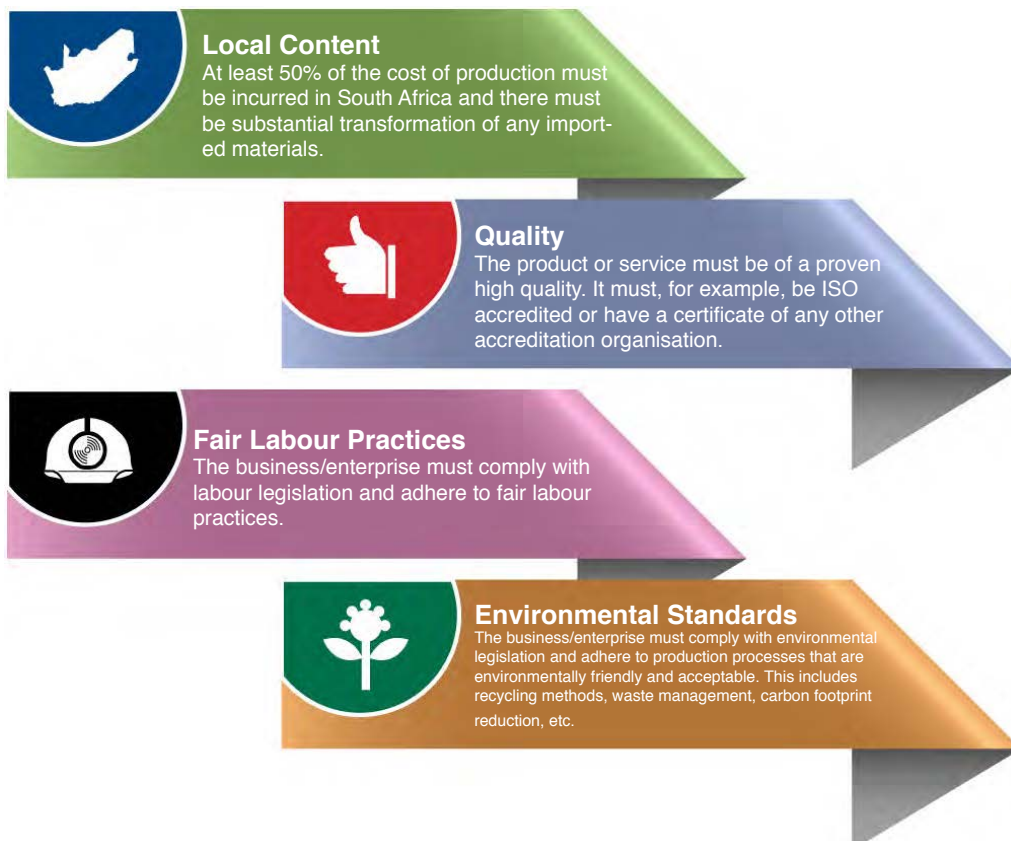 Local Content
At least 50% of the cost of production must
be incurred in South Africa and there must
be substantial transformation of any import-
ed materials.
Quality
The product or service must be of a proven
high quality. It must, for example, be ISO
accredited or have a certificate of any other
accreditation organisation.
Fair Labour Practices
The business/enterprise must comply with
labour legislation and adhere to fair labour
practices.
Environmental Standards
The business/enterprise must comply with environmental
legislation and adhere to production processes that are
environmentally friendly and acceptable. This includes
recycling methods, waste management, carbon footprint
reduction, etc.